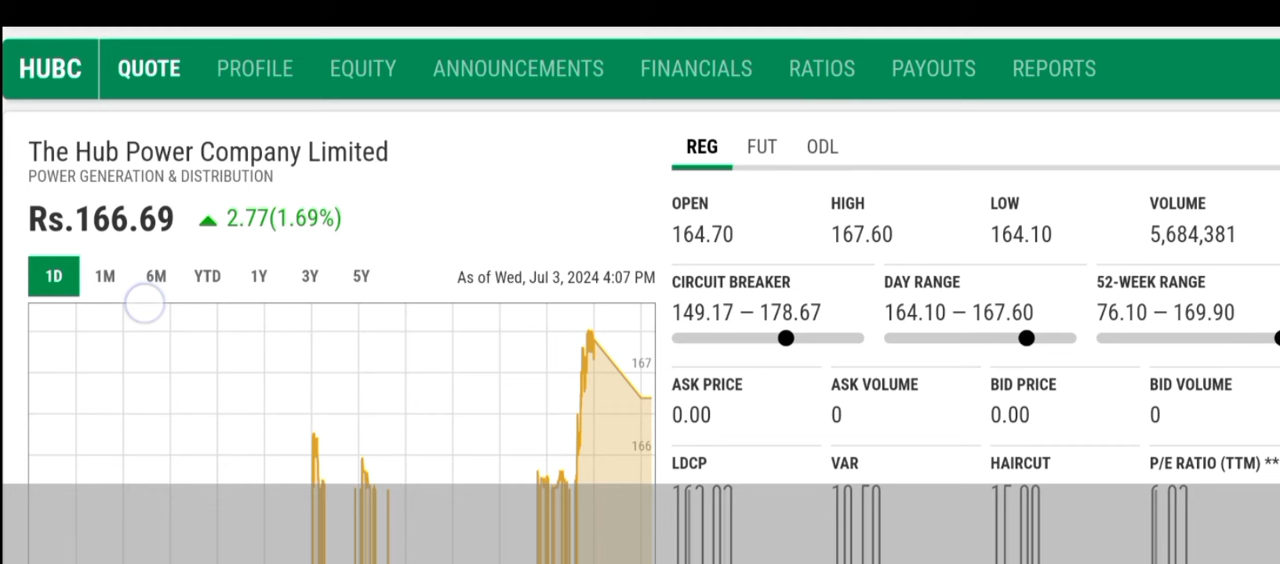 HUBC QUOTE PROFILE EQUITY ANNOUNCEMENTS FINANCIALS RATIOS PAYOUTS REPORTS
The Hub Power Company Limited
POWER GENERATION & DISTRIBUTION
Rs.166.69 2.77(1.69%)
1D 1M 6M YTD 1Y 3Y 5Y As of Wed, Jul 3, 2024 4:07 PM
167
166
REG FUT ODL
OPEN HIGH LOW VOLUME
164.70 167.60 164.10 5,684,381
CIRCUIT BREAKER DAY RANGE 52-WEEK RANGE
149.17 — 178.67 164.10 — 167.60 76.10 — 169.90
ASK PRICE ASK VOLUME BID PRICE BID VOLUME
0.00 0 0.00 0
LDCP VAR HAIRCUT P/E RATIO (TTM) **